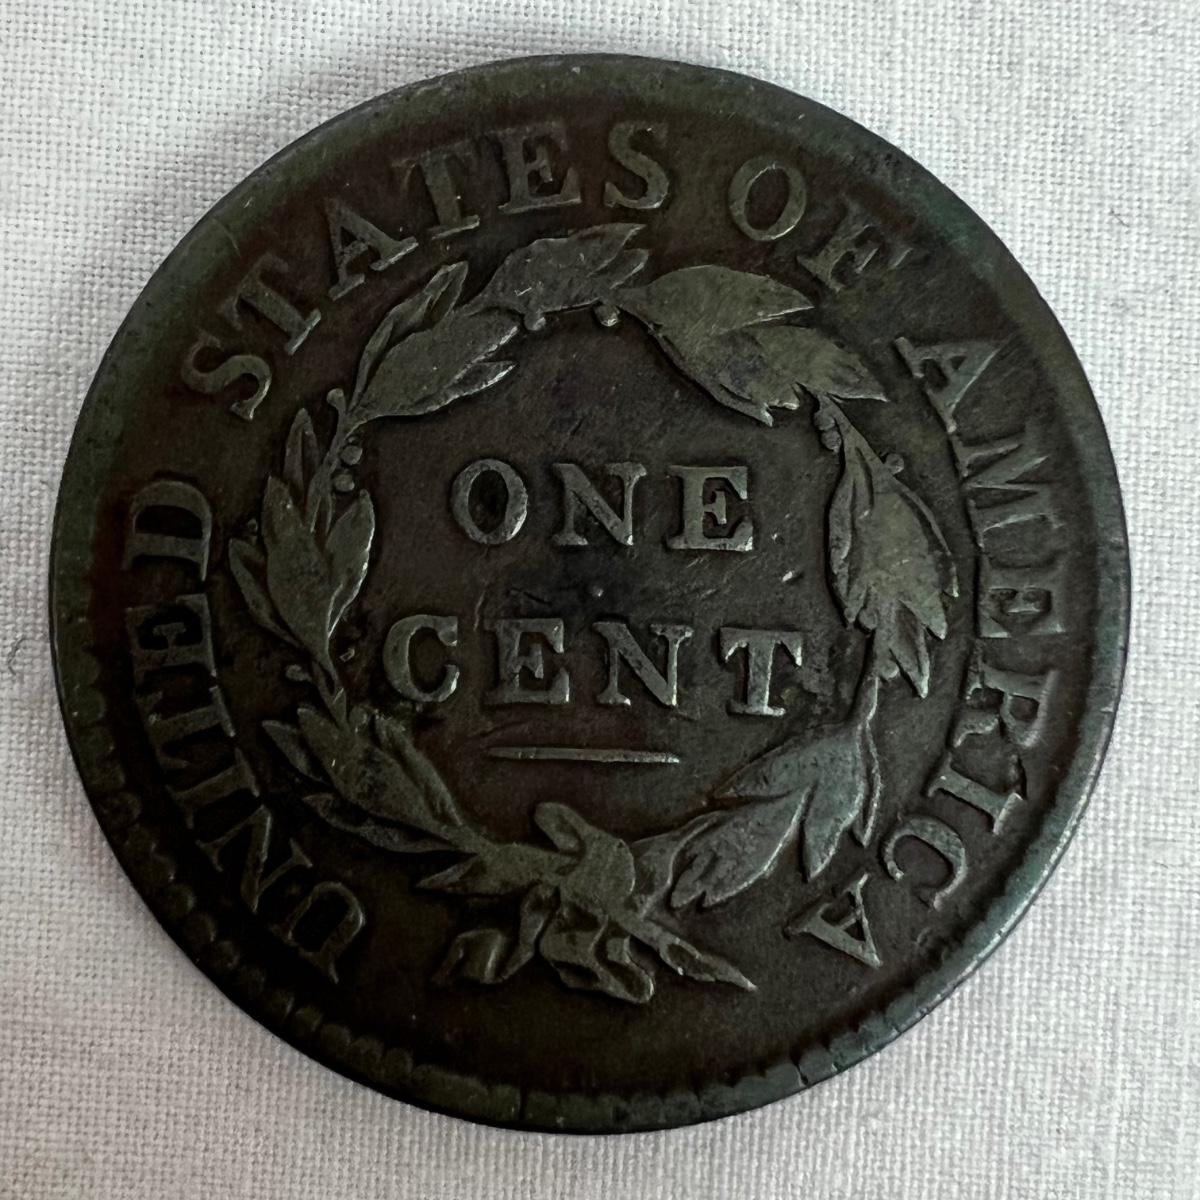 UNITED STATES OF AMERICA
ONE
CENT